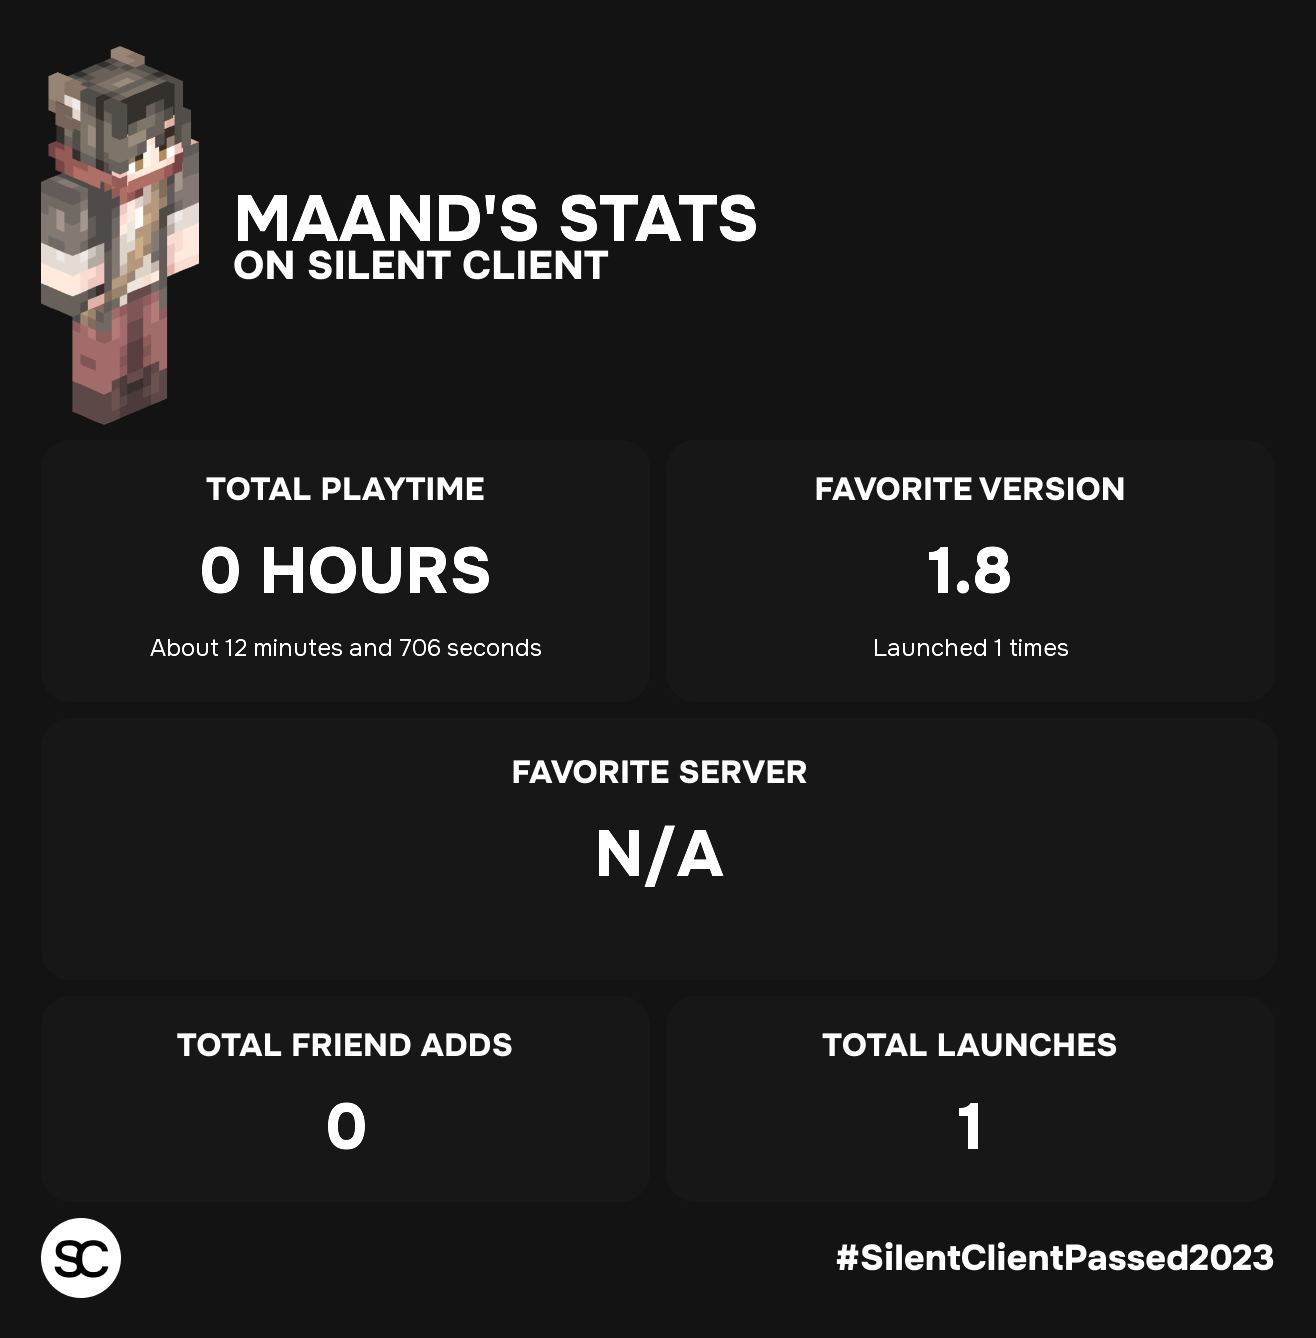 MAAND'S STATS
ON SILENT CLIENT
TOTAL PLAYTIME
0 HOURS
About 12 minutes and 706 seconds
FAVORITE VERSION
1.8
Launched 1 times
FAVORITE SERVER
N/A
TOTAL FRIEND ADDS
0
TOTAL LAUNCHES
1
SC
#SilentClientPassed2023